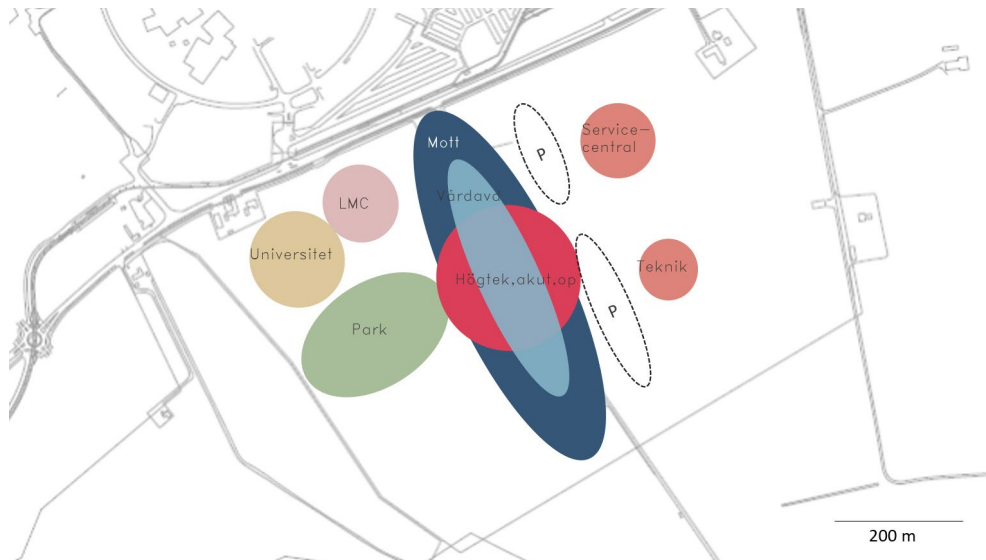 Mott
P
Service-
central
Vårdavd
LMC
Universitet
Högtek,akut,op
Teknik
P
Park
200 m